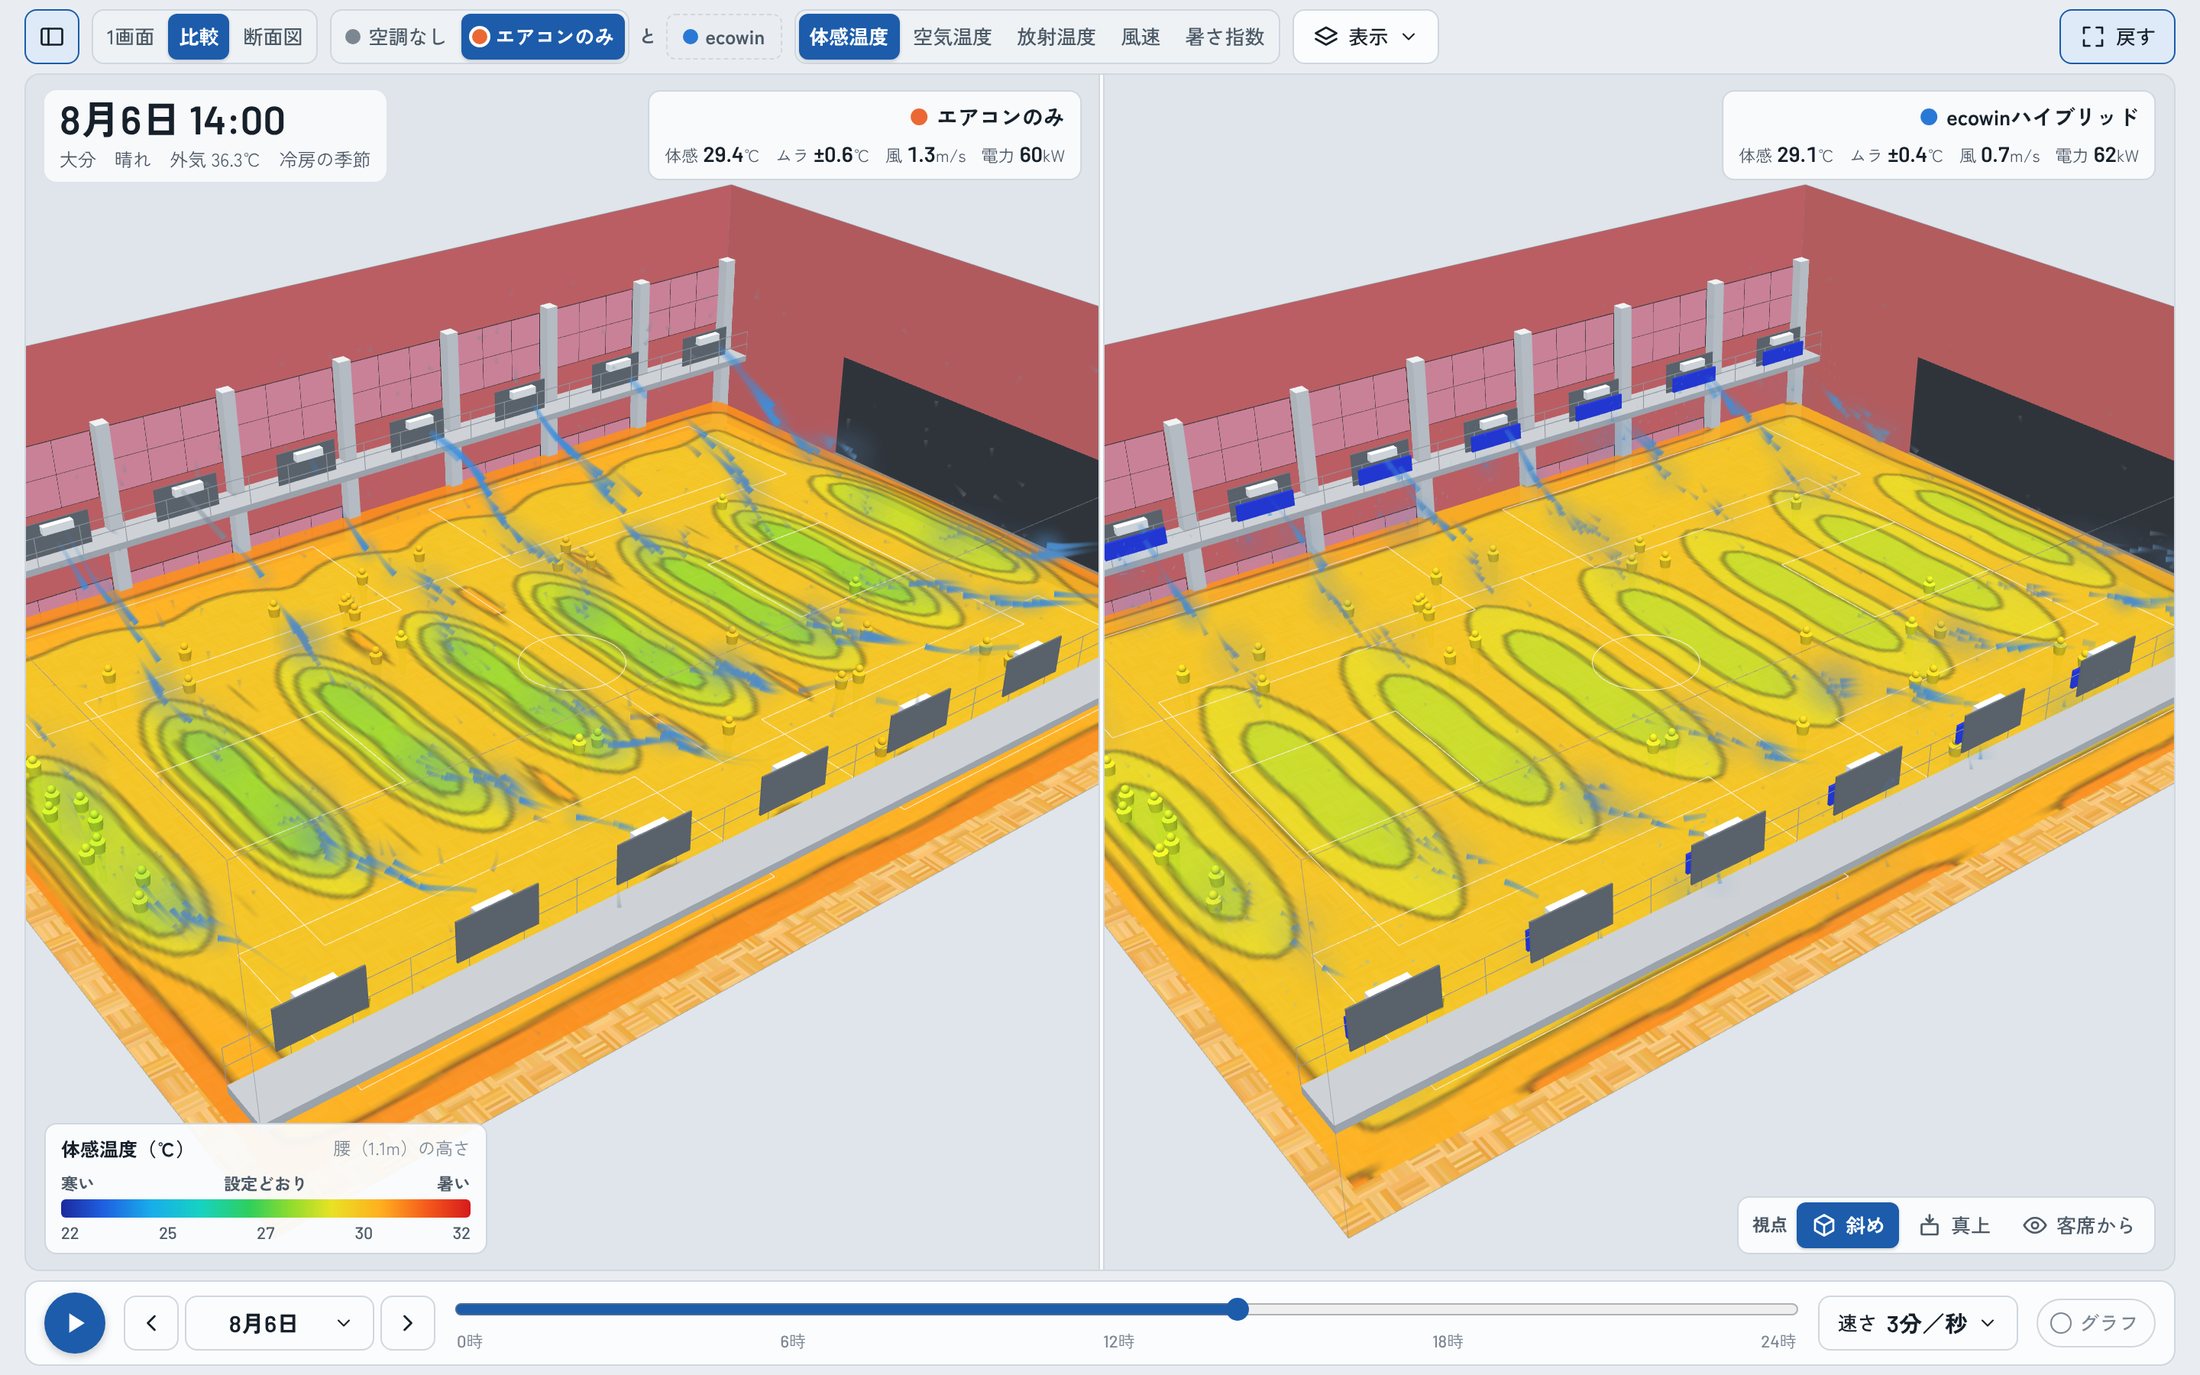 1画面 比較 断面図 空調なし エアコンのみ と ecowin 体感温度 空気温度 放射温度 風速 暑さ指数 表示 戻す
8月6日 14:00
大分 晴れ 外気 36.3℃ 冷房の季節
エアコンのみ
体感 29.4℃ ムラ ±0.6℃ 風 1.3m/s 電力 60kW
ecowinハイブリッド
体感 29.1℃ ムラ ±0.4℃ 風 0.7m/s 電力 62kW
体感温度（℃） 腰（1.1m）の高さ
寒い 設定どおり 暑い
22 25 27 30 32
視点 斜め 真上 客席から
8月6日
0時 6時 12時 18時 24時
速さ 3分／秒 グラフ